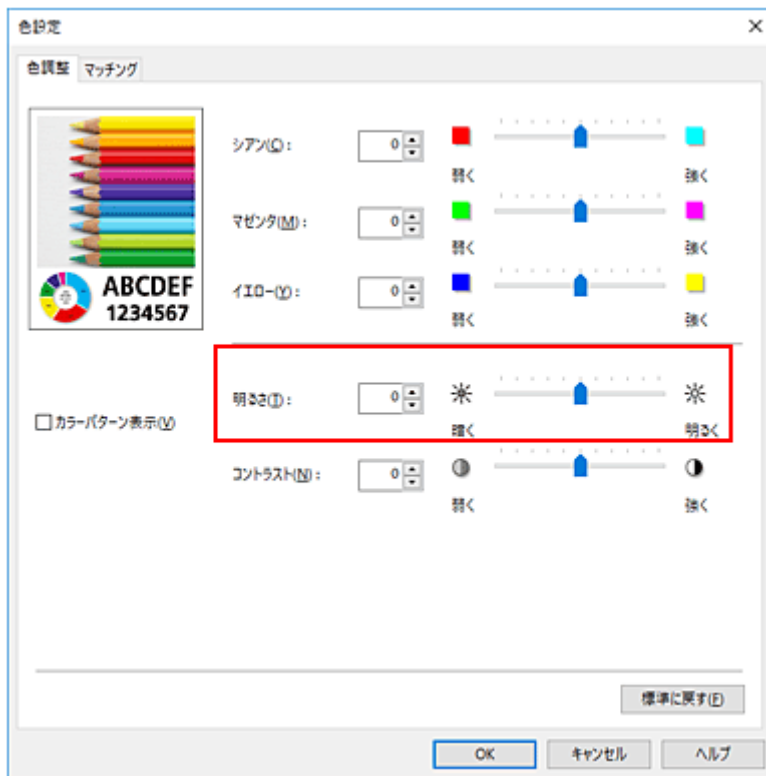 色設定
色調整 マッチング
シアン(C): 0
弱く 強く
マゼンタ(M): 0
弱く 強く
ABCDEF
1234567
イエロー(Y): 0
弱く 強く
明るさ(I): 0
暗く 明るく
カラーパターン表示(V)
コントラスト(N): 0
弱く 強く
標準に戻す(F)
OK キャンセル ヘルプ